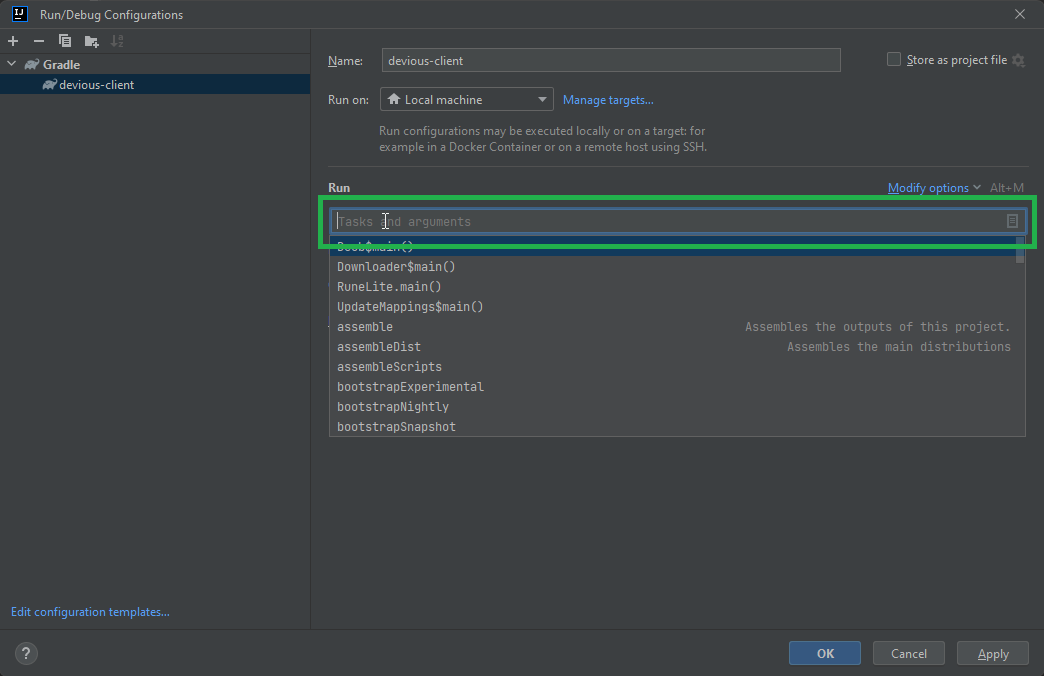 IJ
Run/Debug Configurations
Gradle
devious-client
Name:
devious-client
Store as project file
Run on:
Local machine
Manage targets...
Run configurations may be executed locally or on a target: for
example in a Docker Container or on a remote host using SSH.
Run
Modify options
Alt+M
Tasks and arguments
Downloader$main()
RuneLite.main()
UpdateMappings$main()
assemble
Assembles the outputs of this project.
assembleDist
Assembles the main distributions
assembleScripts
bootstrapExperimental
bootstrapNightly
bootstrapSnapshot
Edit configuration templates...
?
OK
Cancel
Apply